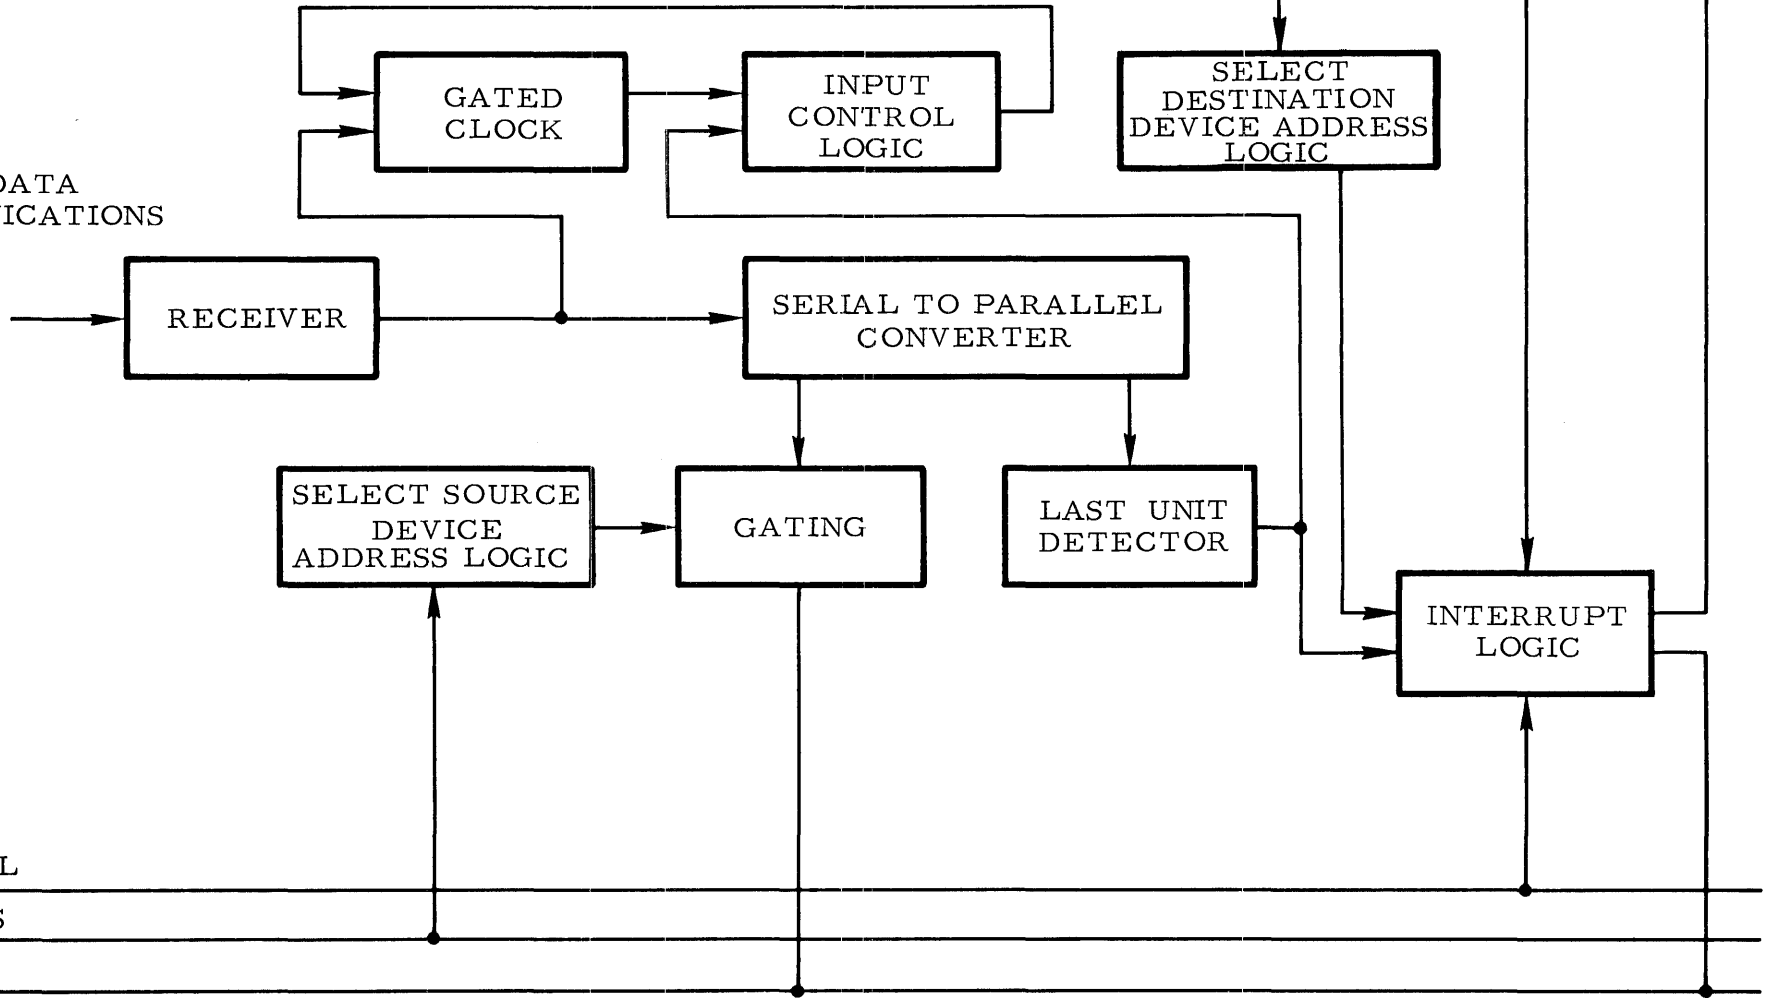 GATED
CLOCK
INPUT
CONTROL
LOGIC
SELECT
DESTINATION
DEVICE ADDRESS
LOGIC
DATA
RECEIVER
SERIAL TO PARALLEL
CONVERTER
SELECT SOURCE
DEVICE
ADDRESS LOGIC
GATING
LAST UNIT
DETECTOR
INTERRUPT
LOGIC
L
S